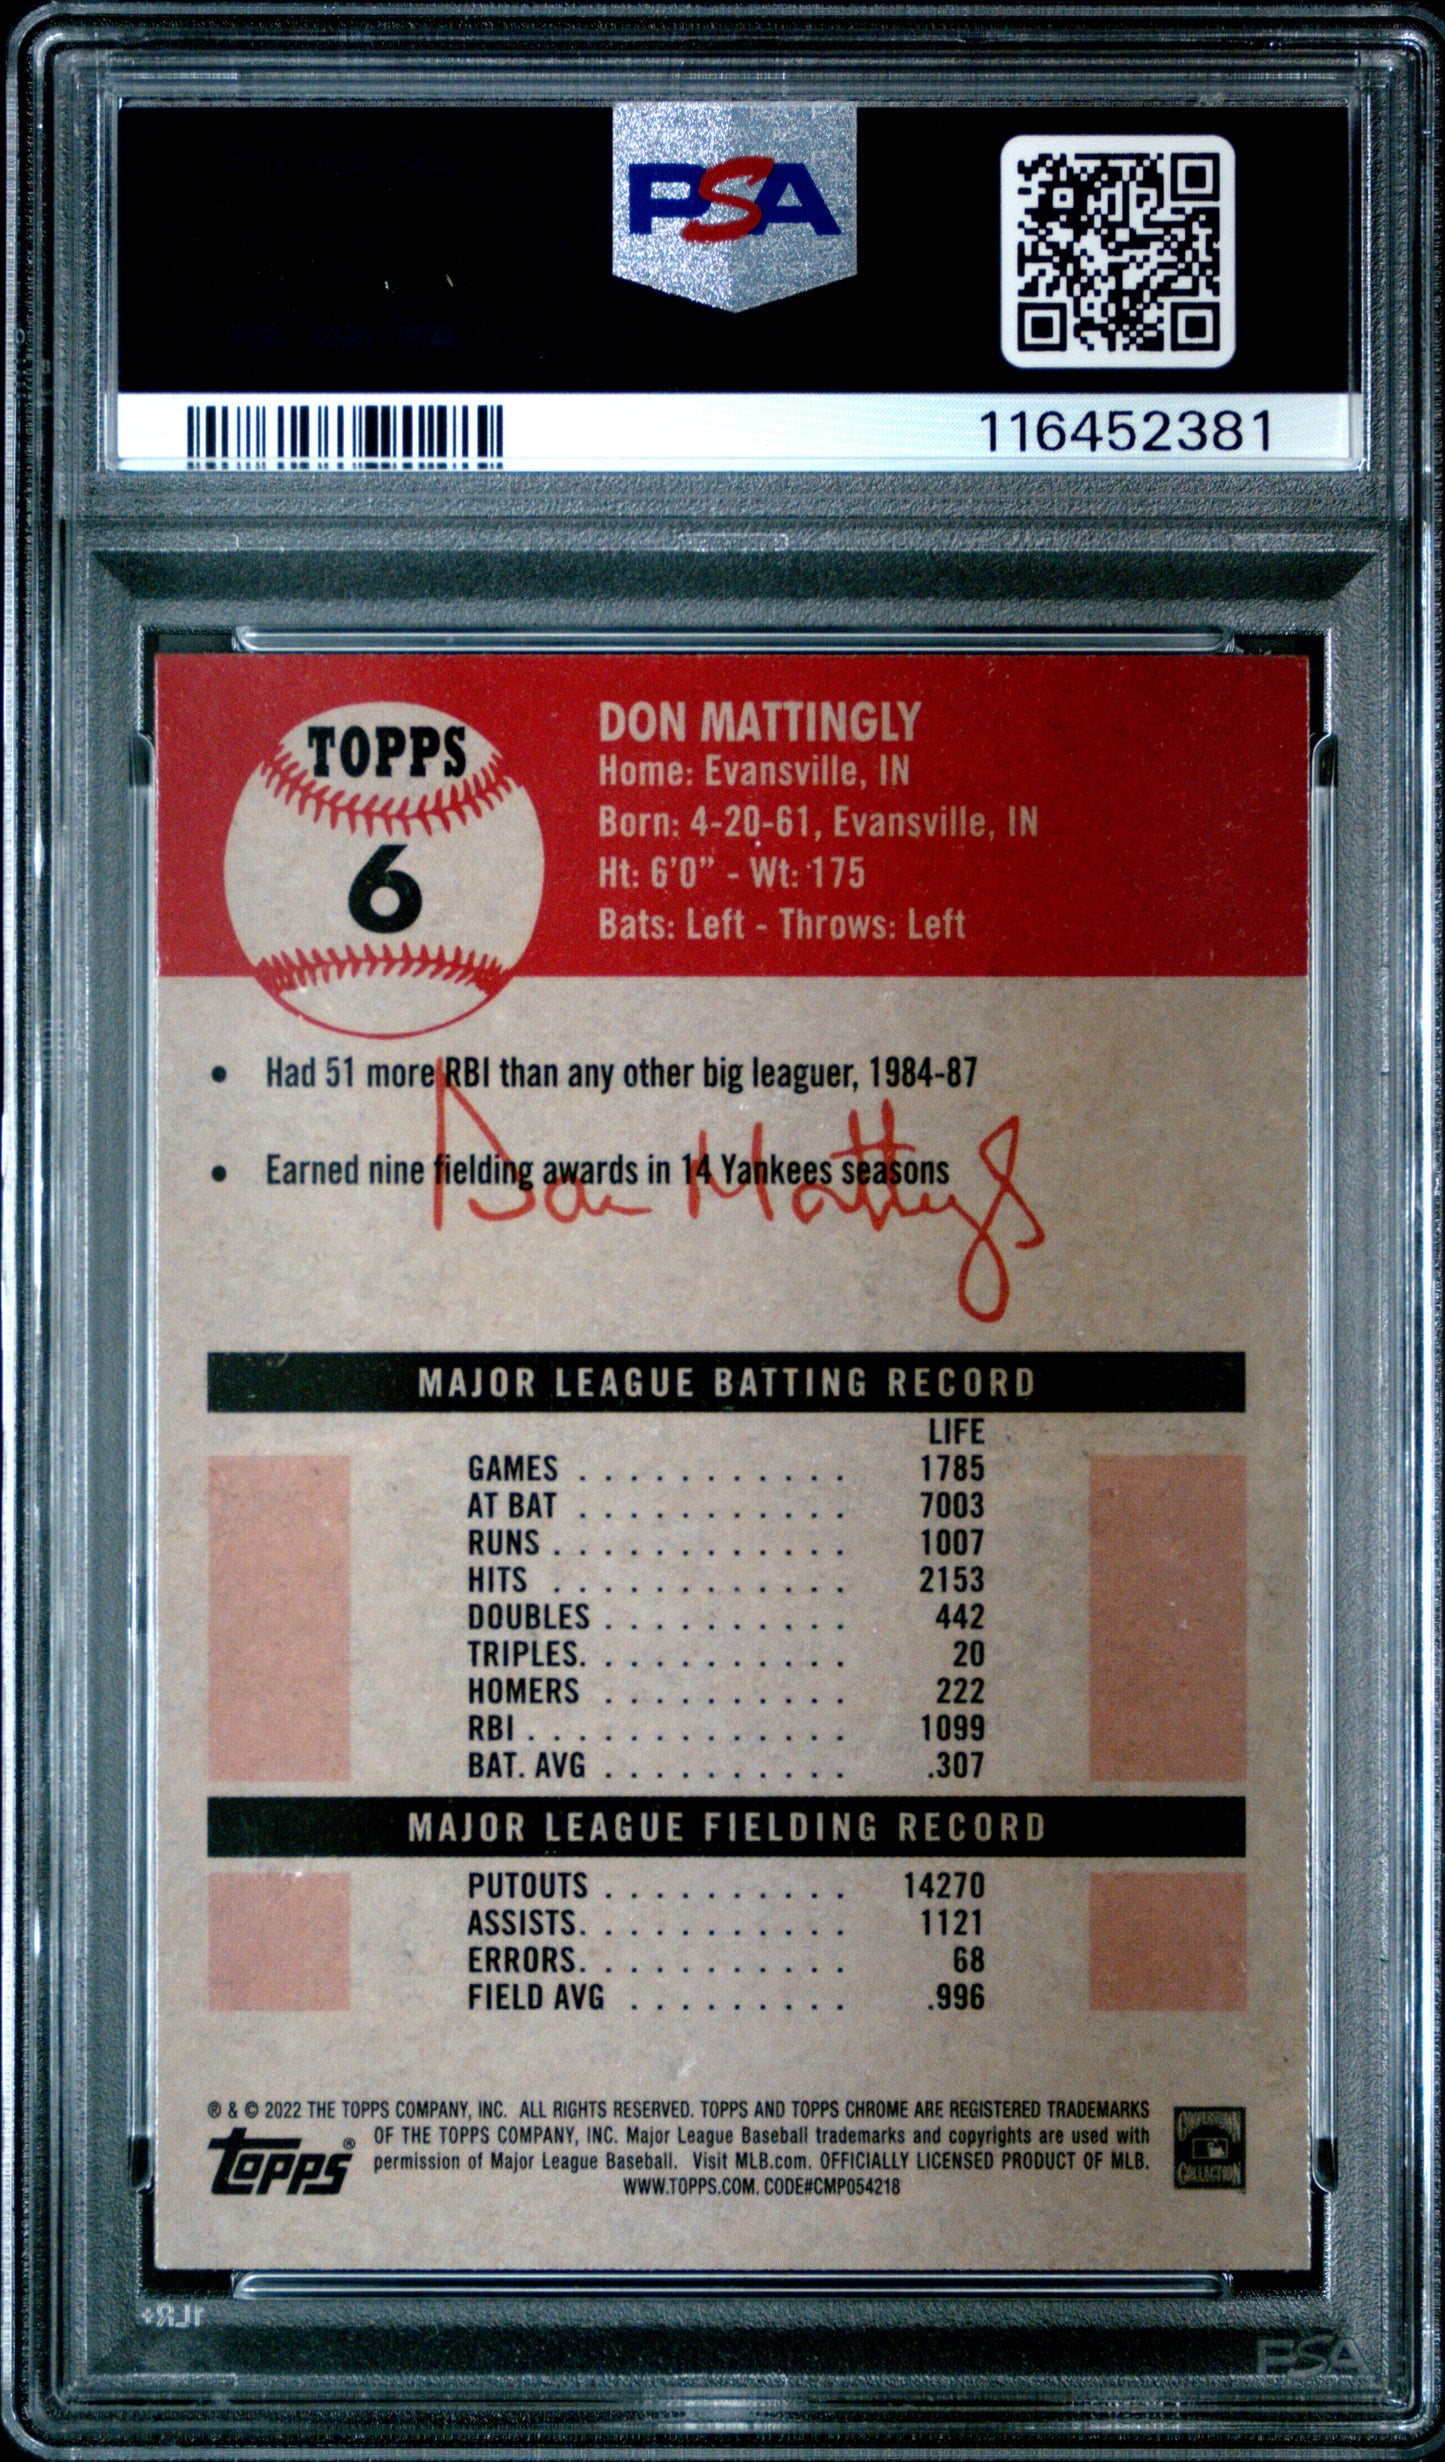 PSA
116452381
TOPPS
6
DON MATTINGLY
Home: Evansville, IN
Born: 4-20-61, Evansville, IN
Ht: 6'0" - Wt: 175
Bats: Left - Throws: Left
• Had 51 more RBI than any other big leaguer, 1984-87
• Earned nine fielding awards in 14 Yankees seasons
Don Mattingly
MAJOR LEAGUE BATTING RECORD
LIFE
GAMES . . . . . . . . . . . 1785
AT BAT . . . . . . . . . . . 7003
RUNS . . . . . . . . . . . . 1007
HITS . . . . . . . . . . . . 2153
DOUBLES . . . . . . . . . . 442
TRIPLES. . . . . . . . . . . 20
HOMERS . . . . . . . . . . 222
RBI . . . . . . . . . . . . . 1099
BAT. AVG . . . . . . . . . . .307
MAJOR LEAGUE FIELDING RECORD
PUTOUTS . . . . . . . . . . 14270
ASSISTS. . . . . . . . . . . 1121
ERRORS. . . . . . . . . . . 68
FIELD AVG . . . . . . . . . .996
® & © 2022 THE TOPPS COMPANY, INC. ALL RIGHTS RESERVED. TOPPS AND TOPPS CHROME ARE REGISTERED TRADEMARKS
OF THE TOPPS COMPANY, INC. Major League Baseball trademarks and copyrights are used with
permission of Major League Baseball. Visit MLB.com. OFFICIALLY LICENSED PRODUCT OF MLB.
WWW.TOPPS.COM. CODE#CMP054218
Topps®
COOPERSTOWN
COLLECTION
1LR+
PSA